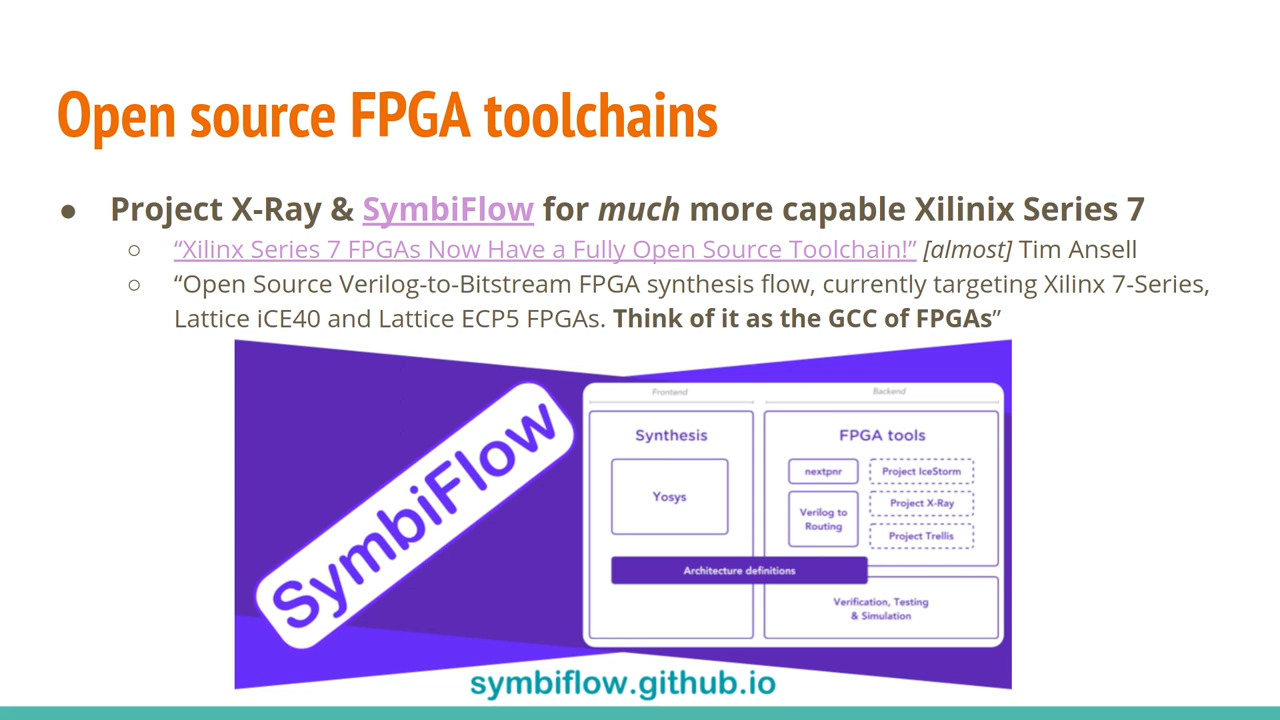 Open source FPGA toolchains
● Project X-Ray & SymbiFlow for much more capable Xilinix Series 7
○ “Xilinx Series 7 FPGAs Now Have a Fully Open Source Toolchain!” [almost] Tim Ansell
○ “Open Source Verilog-to-Bitstream FPGA synthesis flow, currently targeting Xilinx 7-Series,
Lattice iCE40 and Lattice ECP5 FPGAs. Think of it as the GCC of FPGAs”
SymbiFlow
Frontend
Backend
Synthesis
Yosys
FPGA tools
nextpnr
Project IceStorm
Verilog to
Routing
Project X-Ray
Project Trellis
Architecture definitions
Verification, Testing
& Simulation
symbiflow.github.io